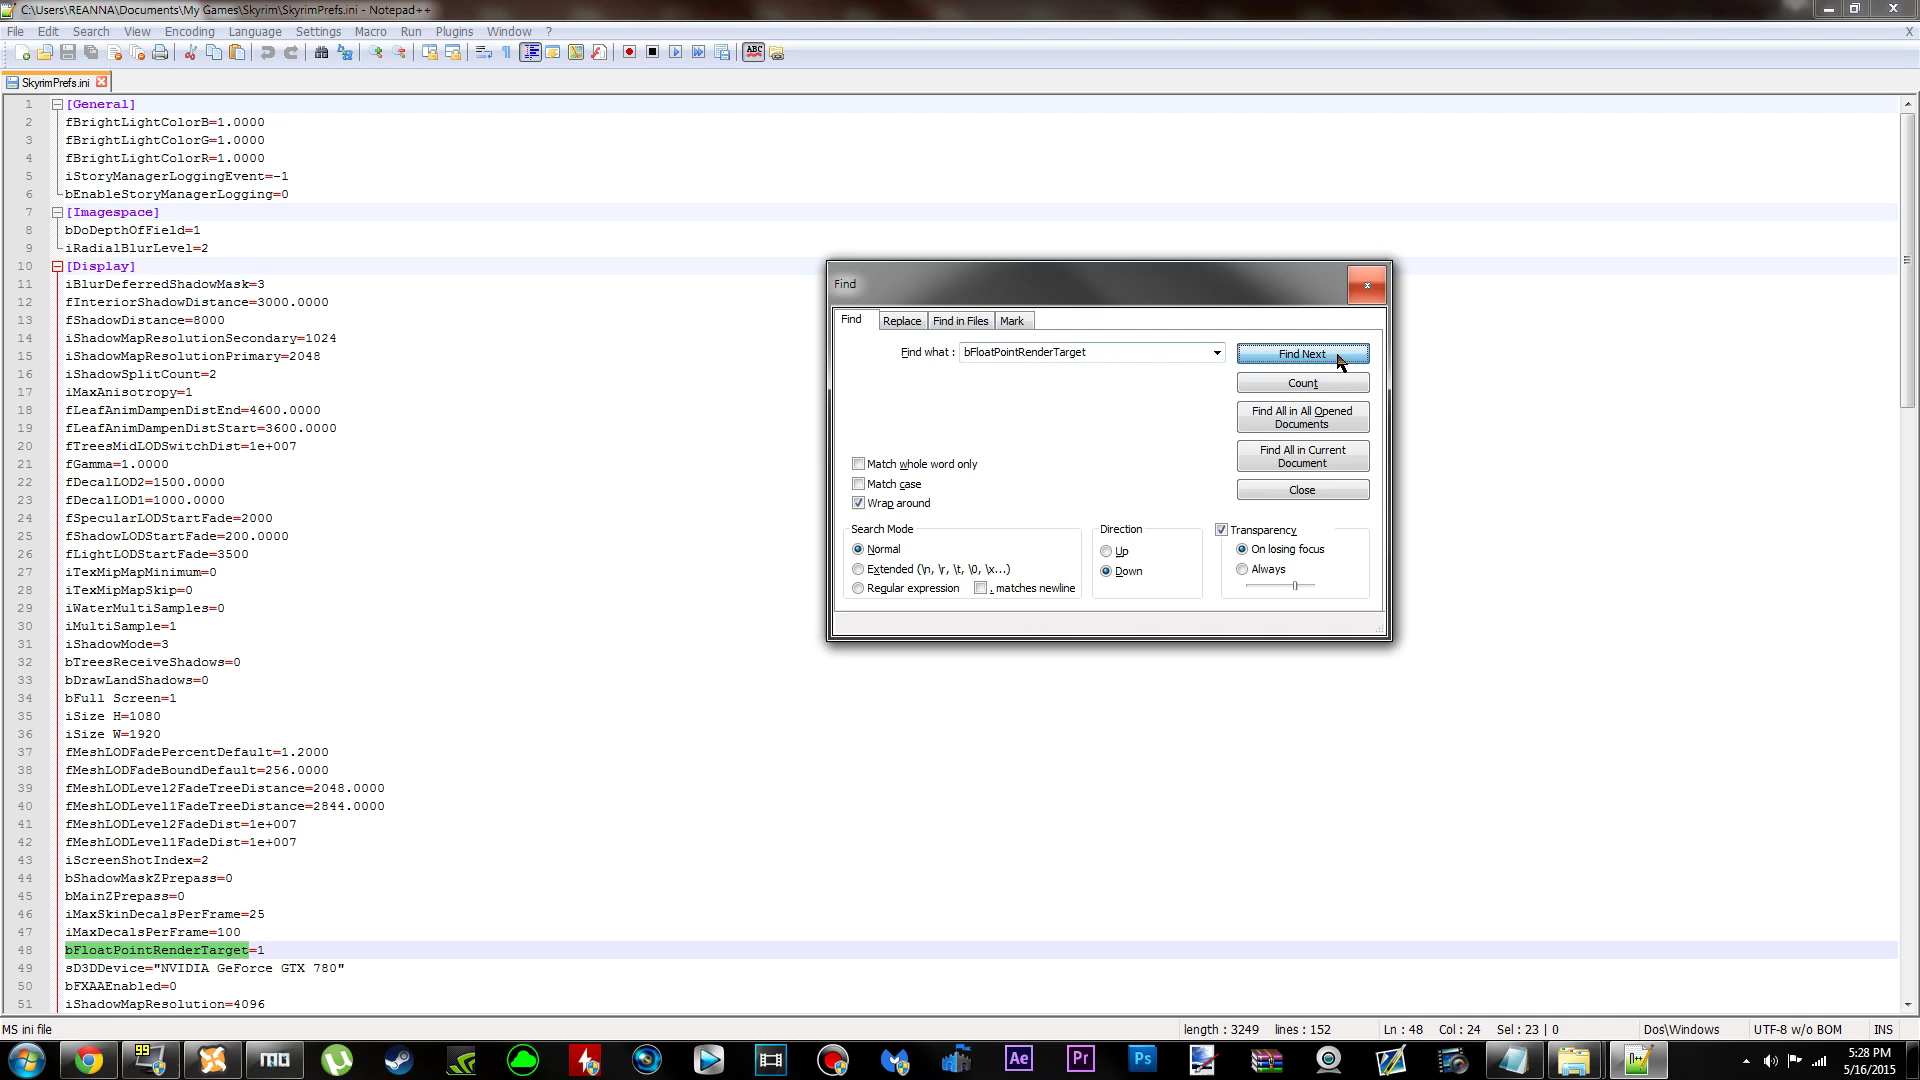 C:\Users\REANNA\Documents\My Games\Skyrim\SkyrimPrefs.ini - Notepad++
File Edit Search View Encoding Language Settings Macro Run Plugins Window ? X
ABC
SkyrimPrefs.ini
1 [General]
2 fBrightLightColorB=1.0000
3 fBrightLightColorG=1.0000
4 fBrightLightColorR=1.0000
5 iStoryManagerLoggingEvent=-1
6 bEnableStoryManagerLogging=0
7 [Imagespace]
8 bDoDepthOfField=1
9 iRadialBlurLevel=2
10 [Display]
11 iBlurDeferredShadowMask=3
12 fInteriorShadowDistance=3000.0000
13 fShadowDistance=8000
14 iShadowMapResolutionSecondary=1024
15 iShadowMapResolutionPrimary=2048
16 iShadowSplitCount=2
17 iMaxAnisotropy=1
18 fLeafAnimDampenDistEnd=4600.0000
19 fLeafAnimDampenDistStart=3600.0000
20 fTreesMidLODSwitchDist=1e+007
21 fGamma=1.0000
22 fDecalLOD2=1500.0000
23 fDecalLOD1=1000.0000
24 fSpecularLODStartFade=2000
25 fShadowLODStartFade=200.0000
26 fLightLODStartFade=3500
27 iTexMipMapMinimum=0
28 iTexMipMapSkip=0
29 iWaterMultiSamples=0
30 iMultiSample=1
31 iShadowMode=3
32 bTreesReceiveShadows=0
33 bDrawLandShadows=0
34 bFull Screen=1
35 iSize H=1080
36 iSize W=1920
37 fMeshLODFadePercentDefault=1.2000
38 fMeshLODFadeBoundDefault=256.0000
39 fMeshLODLevel2FadeTreeDistance=2048.0000
40 fMeshLODLevel1FadeTreeDistance=2844.0000
41 fMeshLODLevel2FadeDist=1e+007
42 fMeshLODLevel1FadeDist=1e+007
43 iScreenShotIndex=2
44 bShadowMaskZPrepass=0
45 bMainZPrepass=0
46 iMaxSkinDecalsPerFrame=25
47 iMaxDecalsPerFrame=100
48 bFloatPointRenderTarget=1
49 sD3DDevice="NVIDIA GeForce GTX 780"
50 bFXAAEnabled=0
51 iShadowMapResolution=4096
Find
Find Replace Find in Files Mark
Find what : bFloatPointRenderTarget
Find Next
Count
Find All in All Opened
Documents
Find All in Current
Document
Close
Match whole word only
Match case
Wrap around
Search Mode
Normal
Extended (\n, \r, \t, \0, \x...)
Regular expression . matches newline
Direction
Up
Down
Transparency
On losing focus
Always
MS ini file length : 3249 lines : 152 Ln : 48 Col : 24 Sel : 23 | 0 Dos\Windows UTF-8 w/o BOM INS
99
MO
Ae
Pr
Ps
5:28 PM
5/16/2015